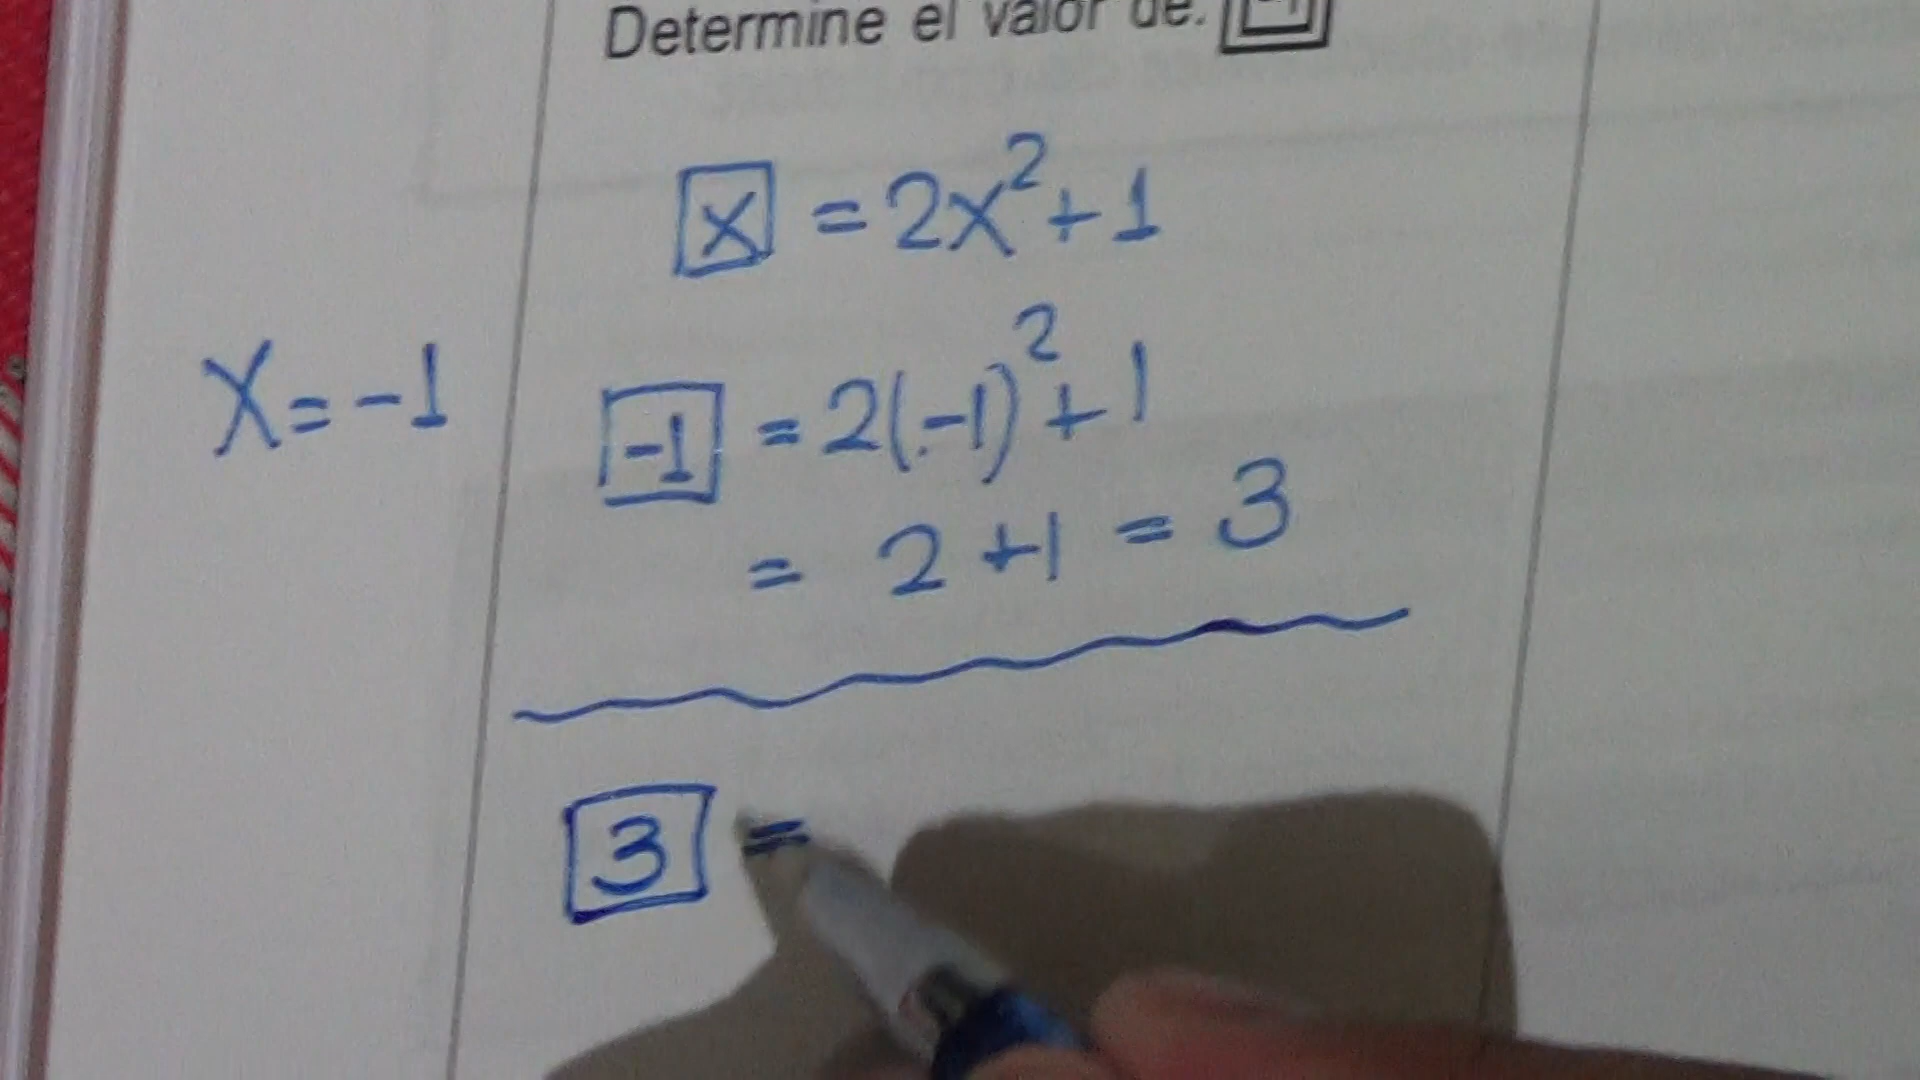 Determine el valor de:
x = 2x² + 1
x = -1
-1 = 2(-1)² + 1
= 2 + 1 = 3
3 =